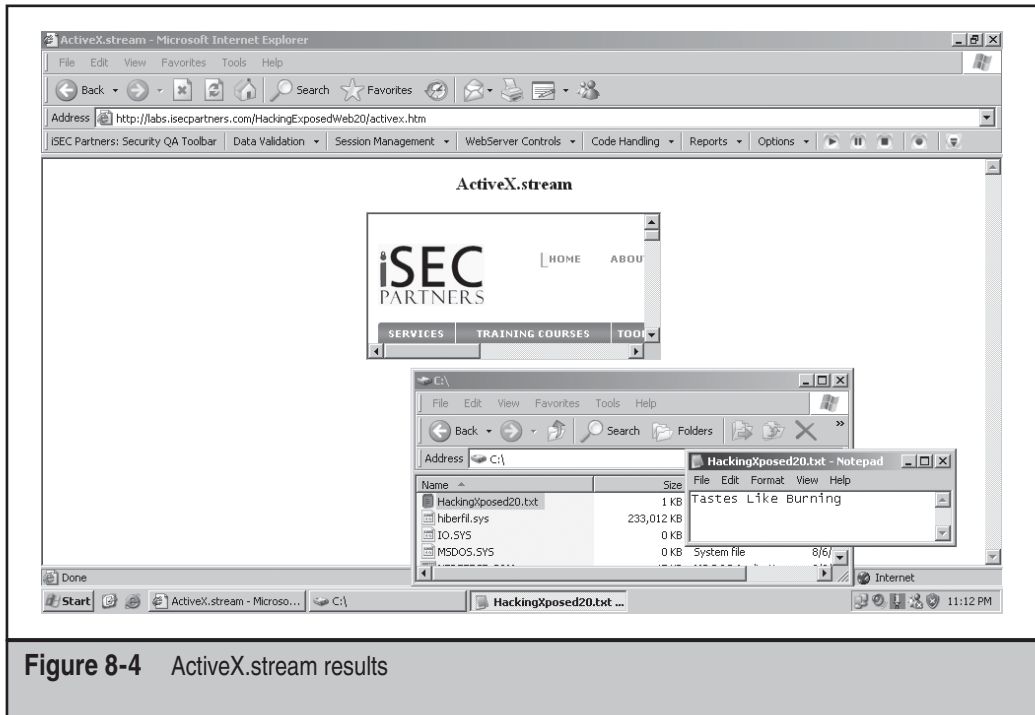 ActiveX.stream - Microsoft Internet Explorer
File Edit View Favorites Tools Help
Back Search Favorites
Address http://labs.isecpartners.com/HackingExposedWeb20/activex.htm
iSEC Partners: Security QA Toolbar Data Validation Session Management WebServer Controls Code Handling Reports Options
ActiveX.stream
iSEC
PARTNERS
HOME ABOU
SERVICES TRAINING COURSES TOOL
C:\
File Edit View Favorites Tools Help
Back Search Folders
Address C:\
Name Size
HackingXposed20.txt 1 KB
hiberfil.sys 233,012 KB
IO.SYS 0 KB
MSDOS.SYS 0 KB System file 8/6/
HackingXposed20.txt - Notepad
File Edit Format View Help
Tastes Like Burning
Done Internet
Start ActiveX.stream - Microso... C:\ HackingXposed20.txt ... 11:12 PM
Figure 8-4 ActiveX.stream results